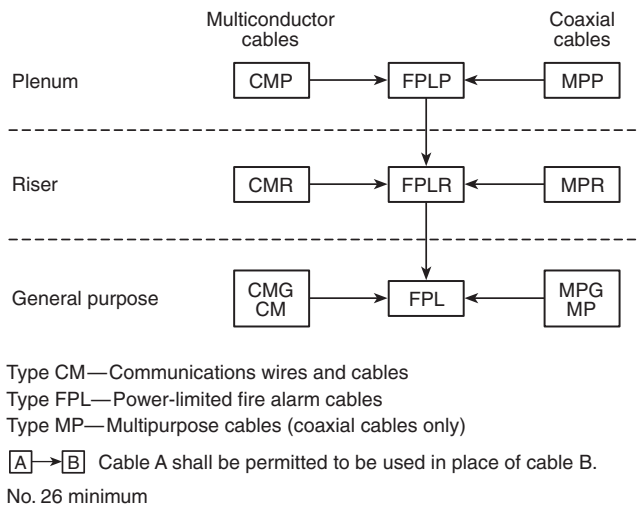 Multiconductor cables
Coaxial cables
Plenum
CMP
FPLP
MPP
Riser
CMR
FPLR
MPR
General purpose
CMG
CM
FPL
MPG
MP
Type CM—Communications wires and cables
Type FPL—Power-limited fire alarm cables
Type MP—Multipurpose cables (coaxial cables only)
A B Cable A shall be permitted to be used in place of cable B.
No. 26 minimum